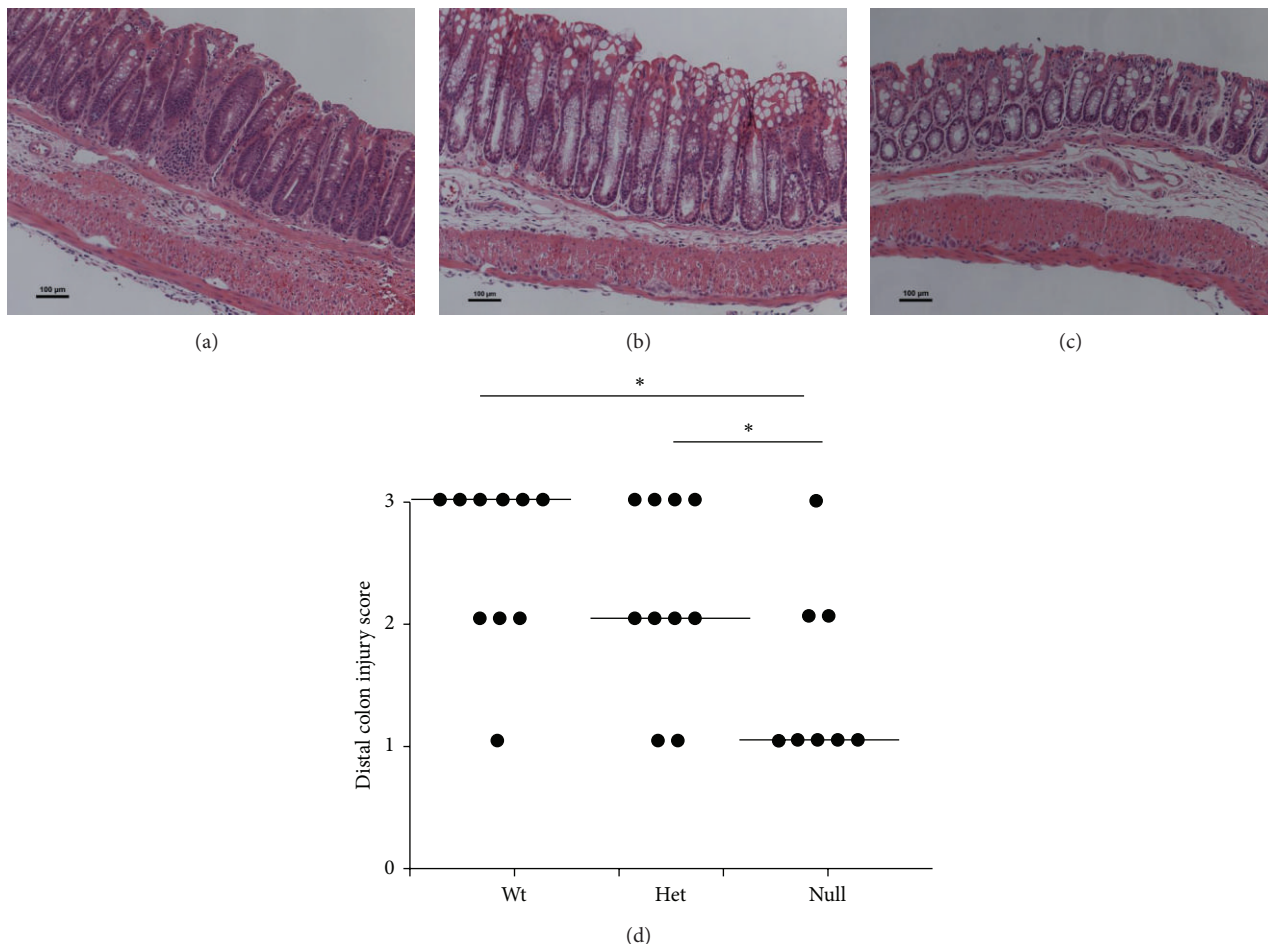 100 μm
100 μm
100 μm
(a)
(b)
(c)
*
*
3
2
1
0
Distal colon injury score
Wt
Het
Null
(d)